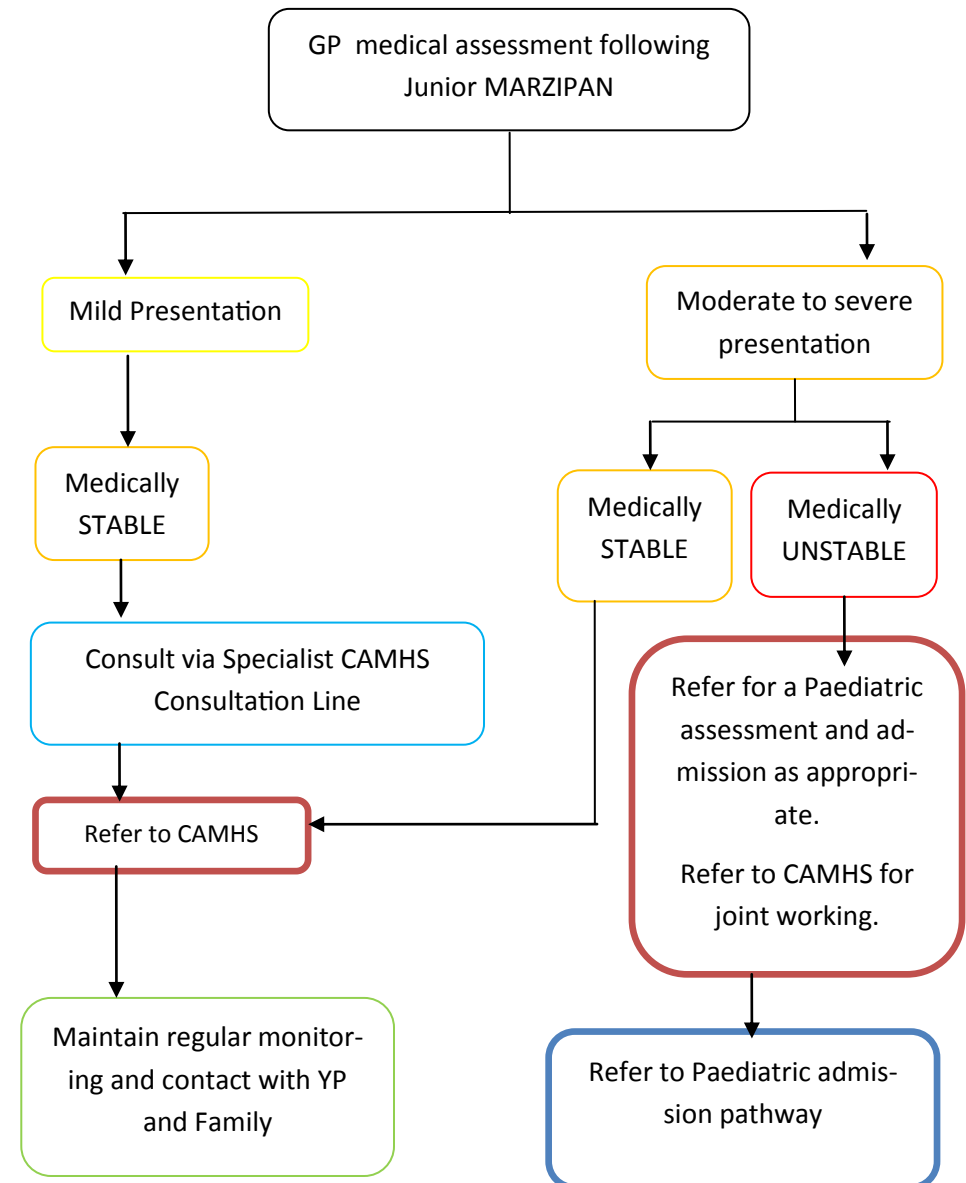 GP medical assessment following
Junior MARZIPAN
Mild Presentation
Moderate to severe
presentation
Medically
STABLE
Medically
STABLE
Medically
UNSTABLE
Consult via Specialist CAMHS
Consultation Line
Refer for a Paediatric
assessment and ad-
mission as appropri-
ate.
Refer to CAMHS for
joint working.
Refer to CAMHS
Maintain regular monitor-
ing and contact with YP
and Family
Refer to Paediatric admis-
sion pathway